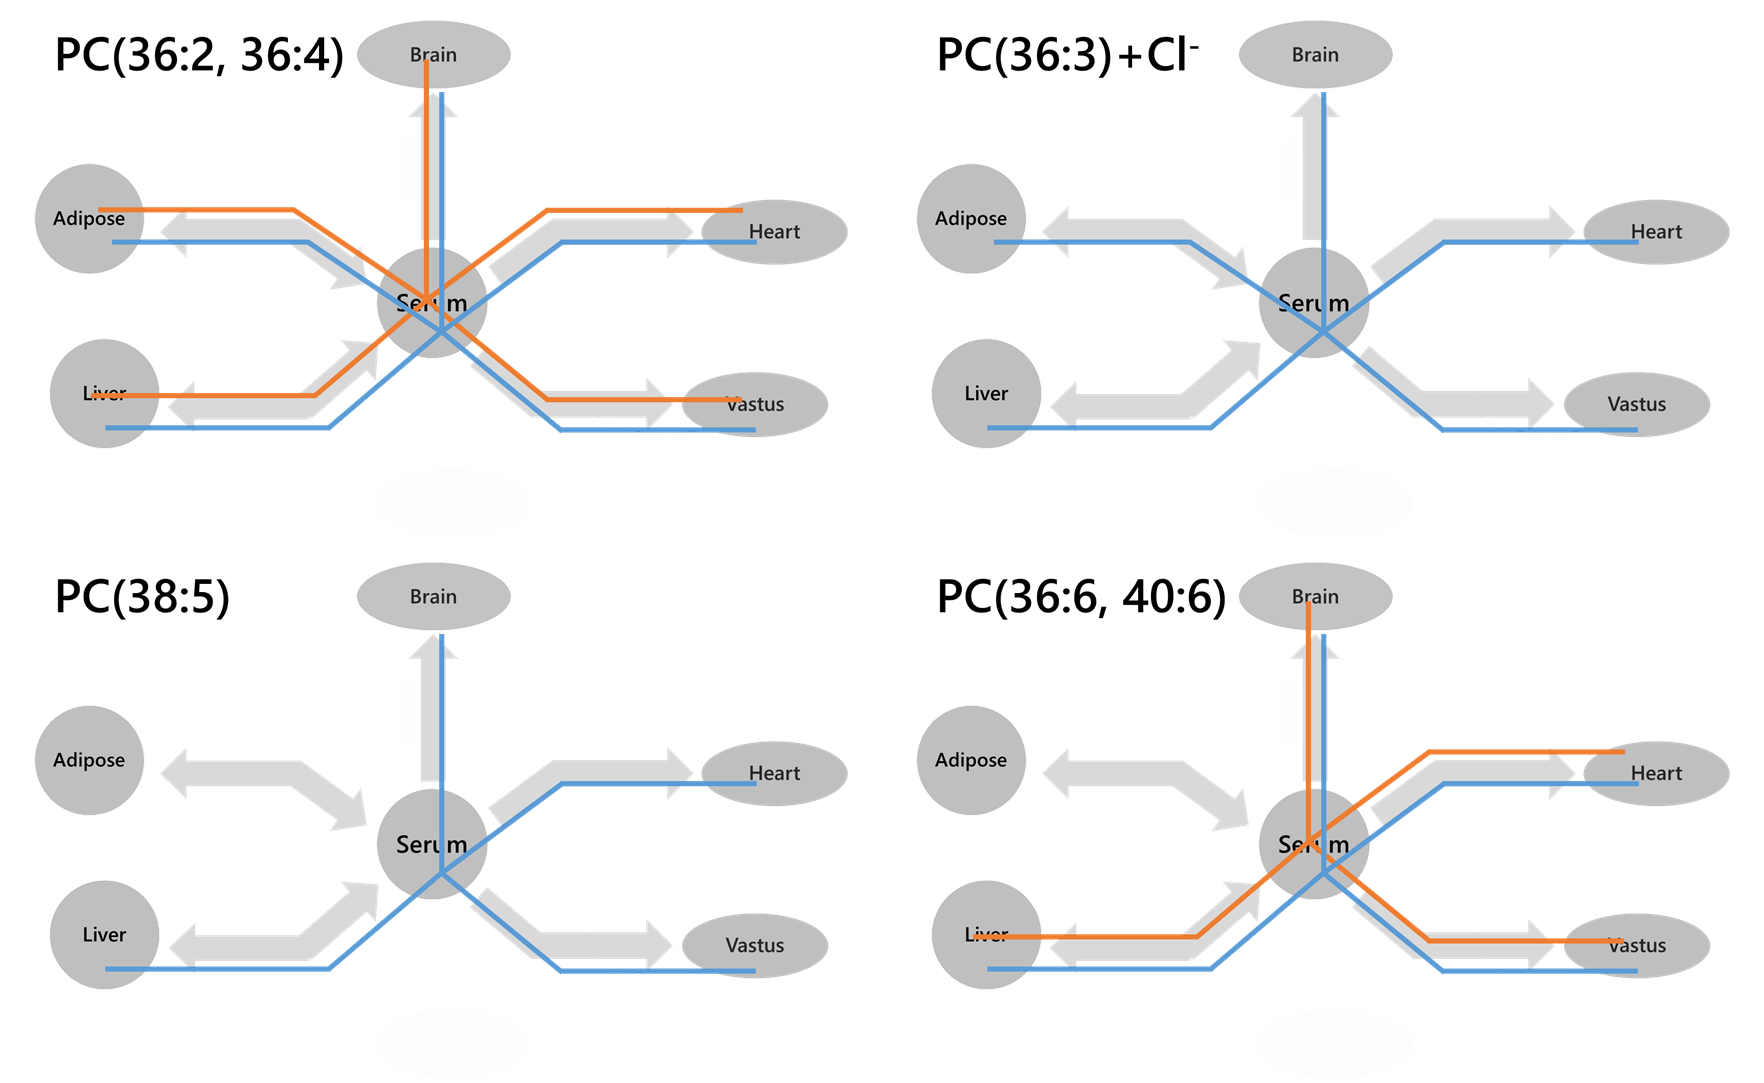 PC(36:2, 36:4)
Brain
Adipose
Heart
Serum
Liver
Vastus
PC(36:3)+Cl⁻
Brain
Adipose
Heart
Serum
Liver
Vastus
PC(38:5)
Brain
Adipose
Heart
Serum
Liver
Vastus
PC(36:6, 40:6)
Brain
Adipose
Heart
Serum
Liver
Vastus